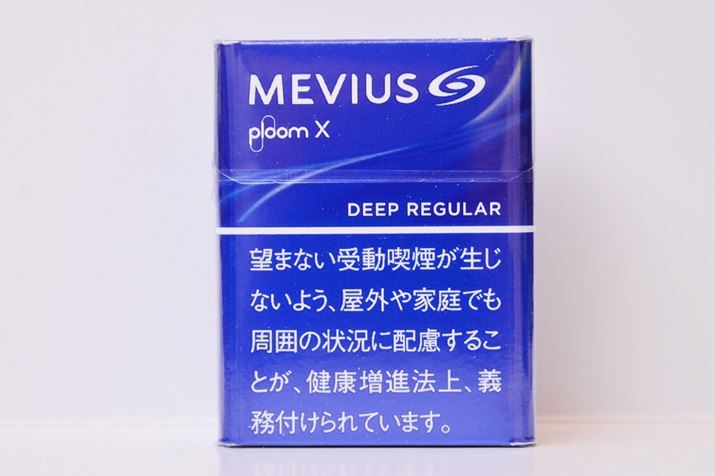 MEVIUS
ploom X
DEEP REGULAR
望まない受動喫煙が生じ
ないよう、屋外や家庭でも
周囲の状況に配慮するこ
とが、健康増進法上、義
務付けられています。